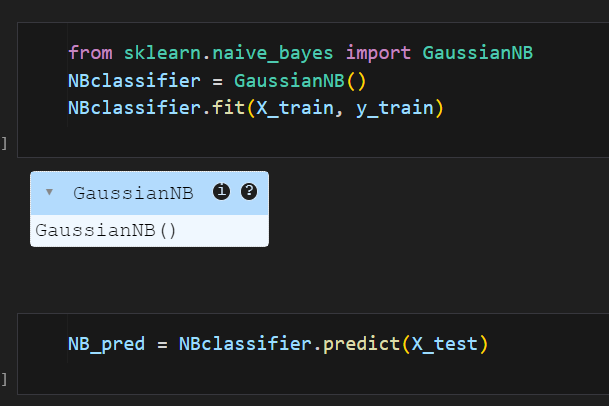 from sklearn.naive_bayes import GaussianNB
NBclassifier = GaussianNB()
NBclassifier.fit(X_train, y_train)
]
▾ GaussianNB i ?
GaussianNB()
NB_pred = NBclassifier.predict(X_test)
]